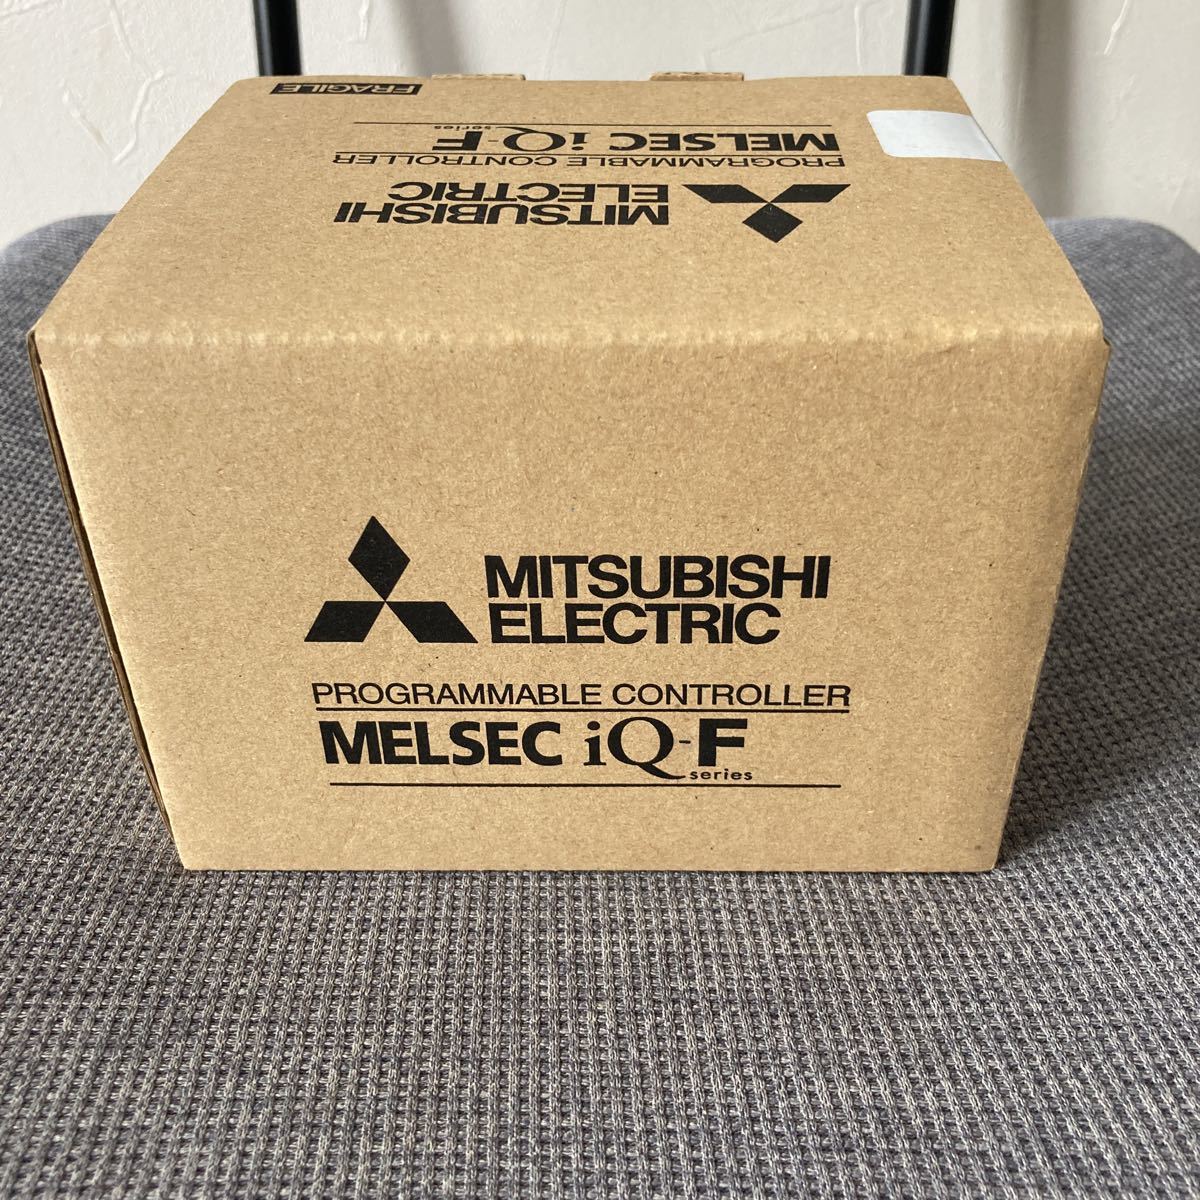 FRAGILE
MELSEC iQ-F
series
PROGRAMMABLE CONTROLLER
MITSUBISHI
ELECTRIC
MITSUBISHI
ELECTRIC
PROGRAMMABLE CONTROLLER
MELSEC iQ-F
series